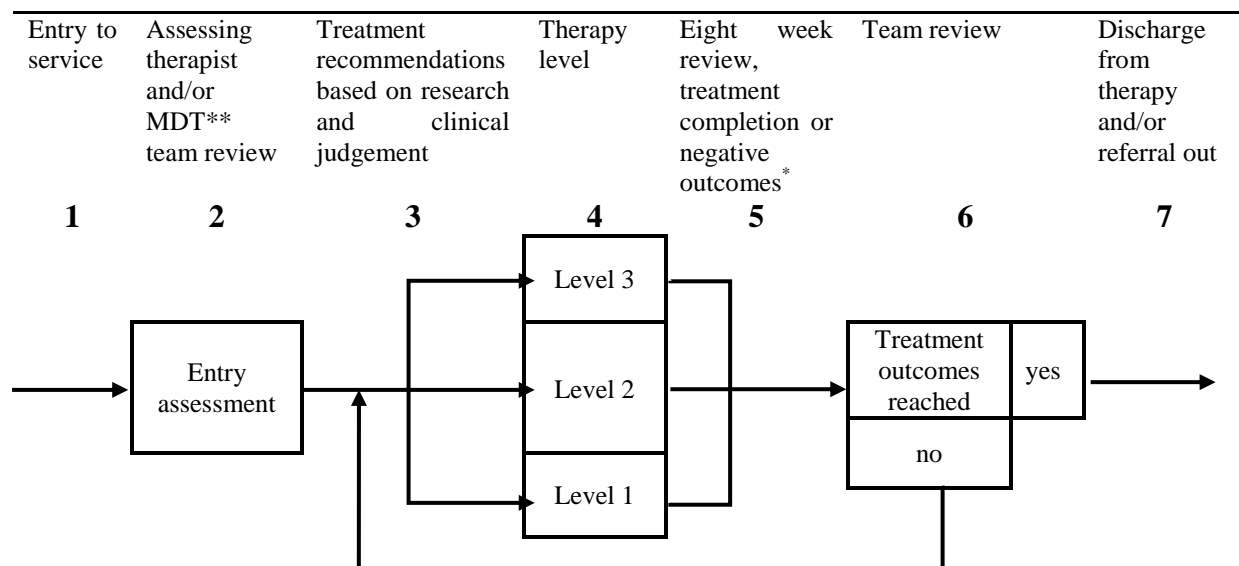 Entry to
service
Assessing
therapist
and/or
MDT**
team review
Treatment
recommendations
based on research
and clinical
judgement
Therapy
level
Eight week
review,
treatment
completion or
negative
outcomes*
Team review
Discharge
from
therapy
and/or
referral out
1 2 3 4 5 6 7
Level 3
Entry
assessment
Level 2
Level 1
Treatment
outcomes
reached
yes
no